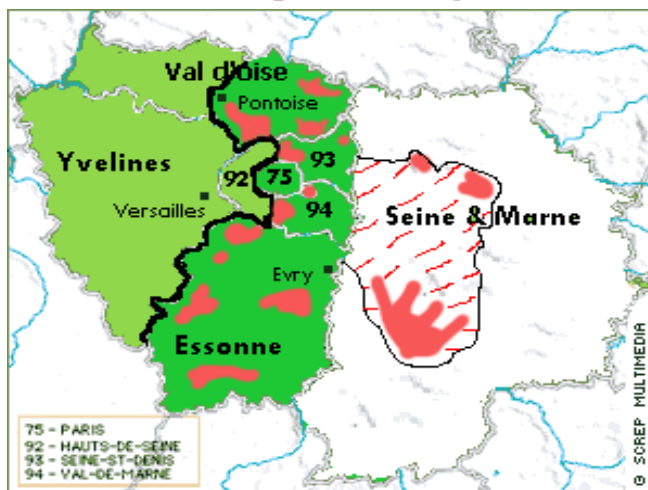 Val d'oise
Pontoise
Yvelines
93
92
75
Versailles
94
Seine & Marne
Evry
Essonne
75 - PARIS
92 - HAUTS-DE-SEINE
93 - SEINE-ST-DENIS
94 - VAL-DE-MARNE
© SCREP MULTIMEDIA